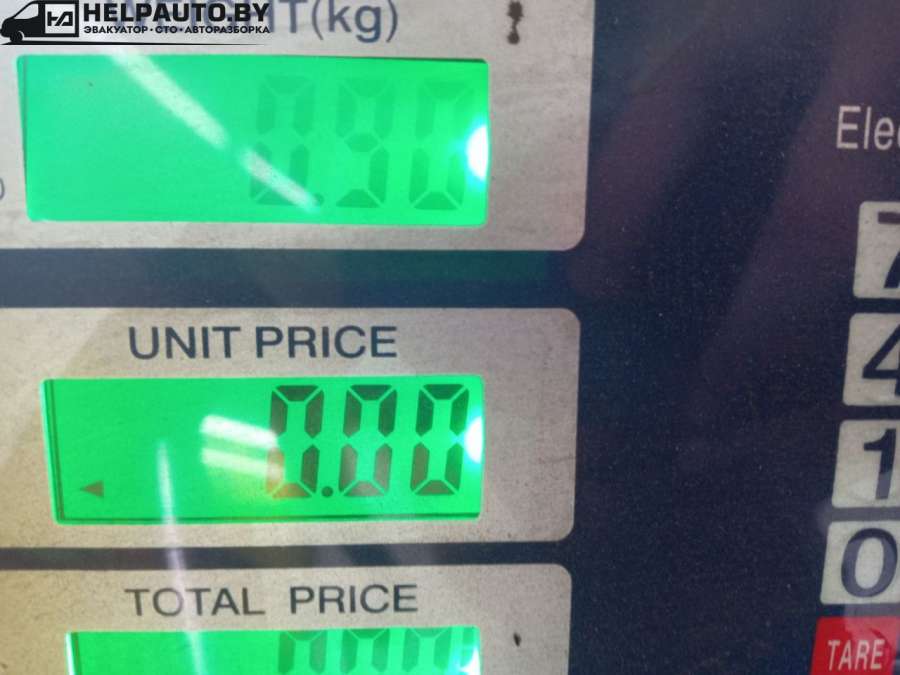 HELPAUTO.BY
ЭВАКУАТОР • СТО • АВТОРАЗБОРКА
(kg)
0.90
UNIT PRICE
0.00
TOTAL PRICE
7
4
1
0
TARE